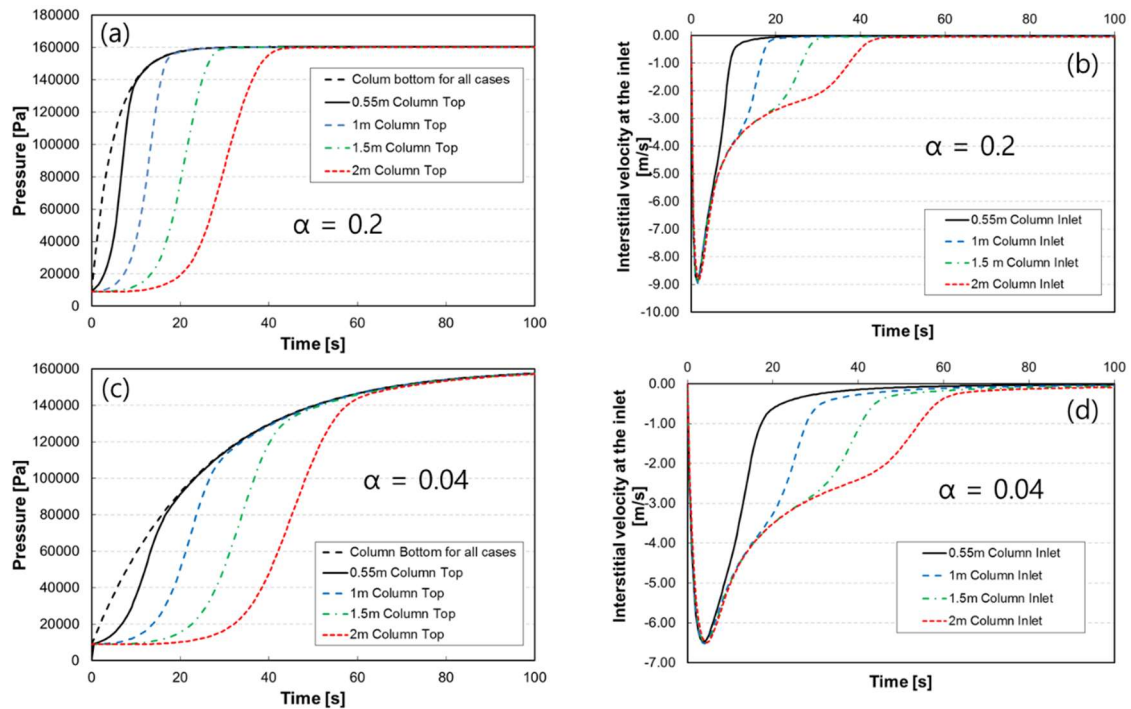 (a)
180000
160000
140000
120000
100000
80000
60000
40000
20000
0
Pressure [Pa]
Colum bottom for all cases
0.55m Column Top
1m Column Top
1.5m Column Top
2m Column Top
α = 0.2
0 20 40 60 80 100
Time [s]
0 20 40 60 80 100
0.00
-1.00
-2.00
-3.00
-4.00
-5.00
-6.00
-7.00
-8.00
-9.00
-10.00
Interstitial velocity at the inlet
[m/s]
(b)
α = 0.2
0.55m Column Inlet
1m Column Inlet
1.5 m Column Inlet
2m Column Inlet
Time [s]
(c)
160000
140000
120000
100000
80000
60000
40000
20000
0
Pressure [Pa]
α = 0.04
Column Bottom for all cases
0.55m Column Top
1m Column Top
1.5m Column Top
2m Column Top
0 20 40 60 80 100
Time [s]
0 20 40 60 80 100
0.00
-1.00
-2.00
-3.00
-4.00
-5.00
-6.00
-7.00
Interstitial velocity at the inlet
[m/s]
(d)
α = 0.04
0.55m Column Inlet
1m Column Inlet
1.5m Column Inlet
2m Column Inlet
Time [s]